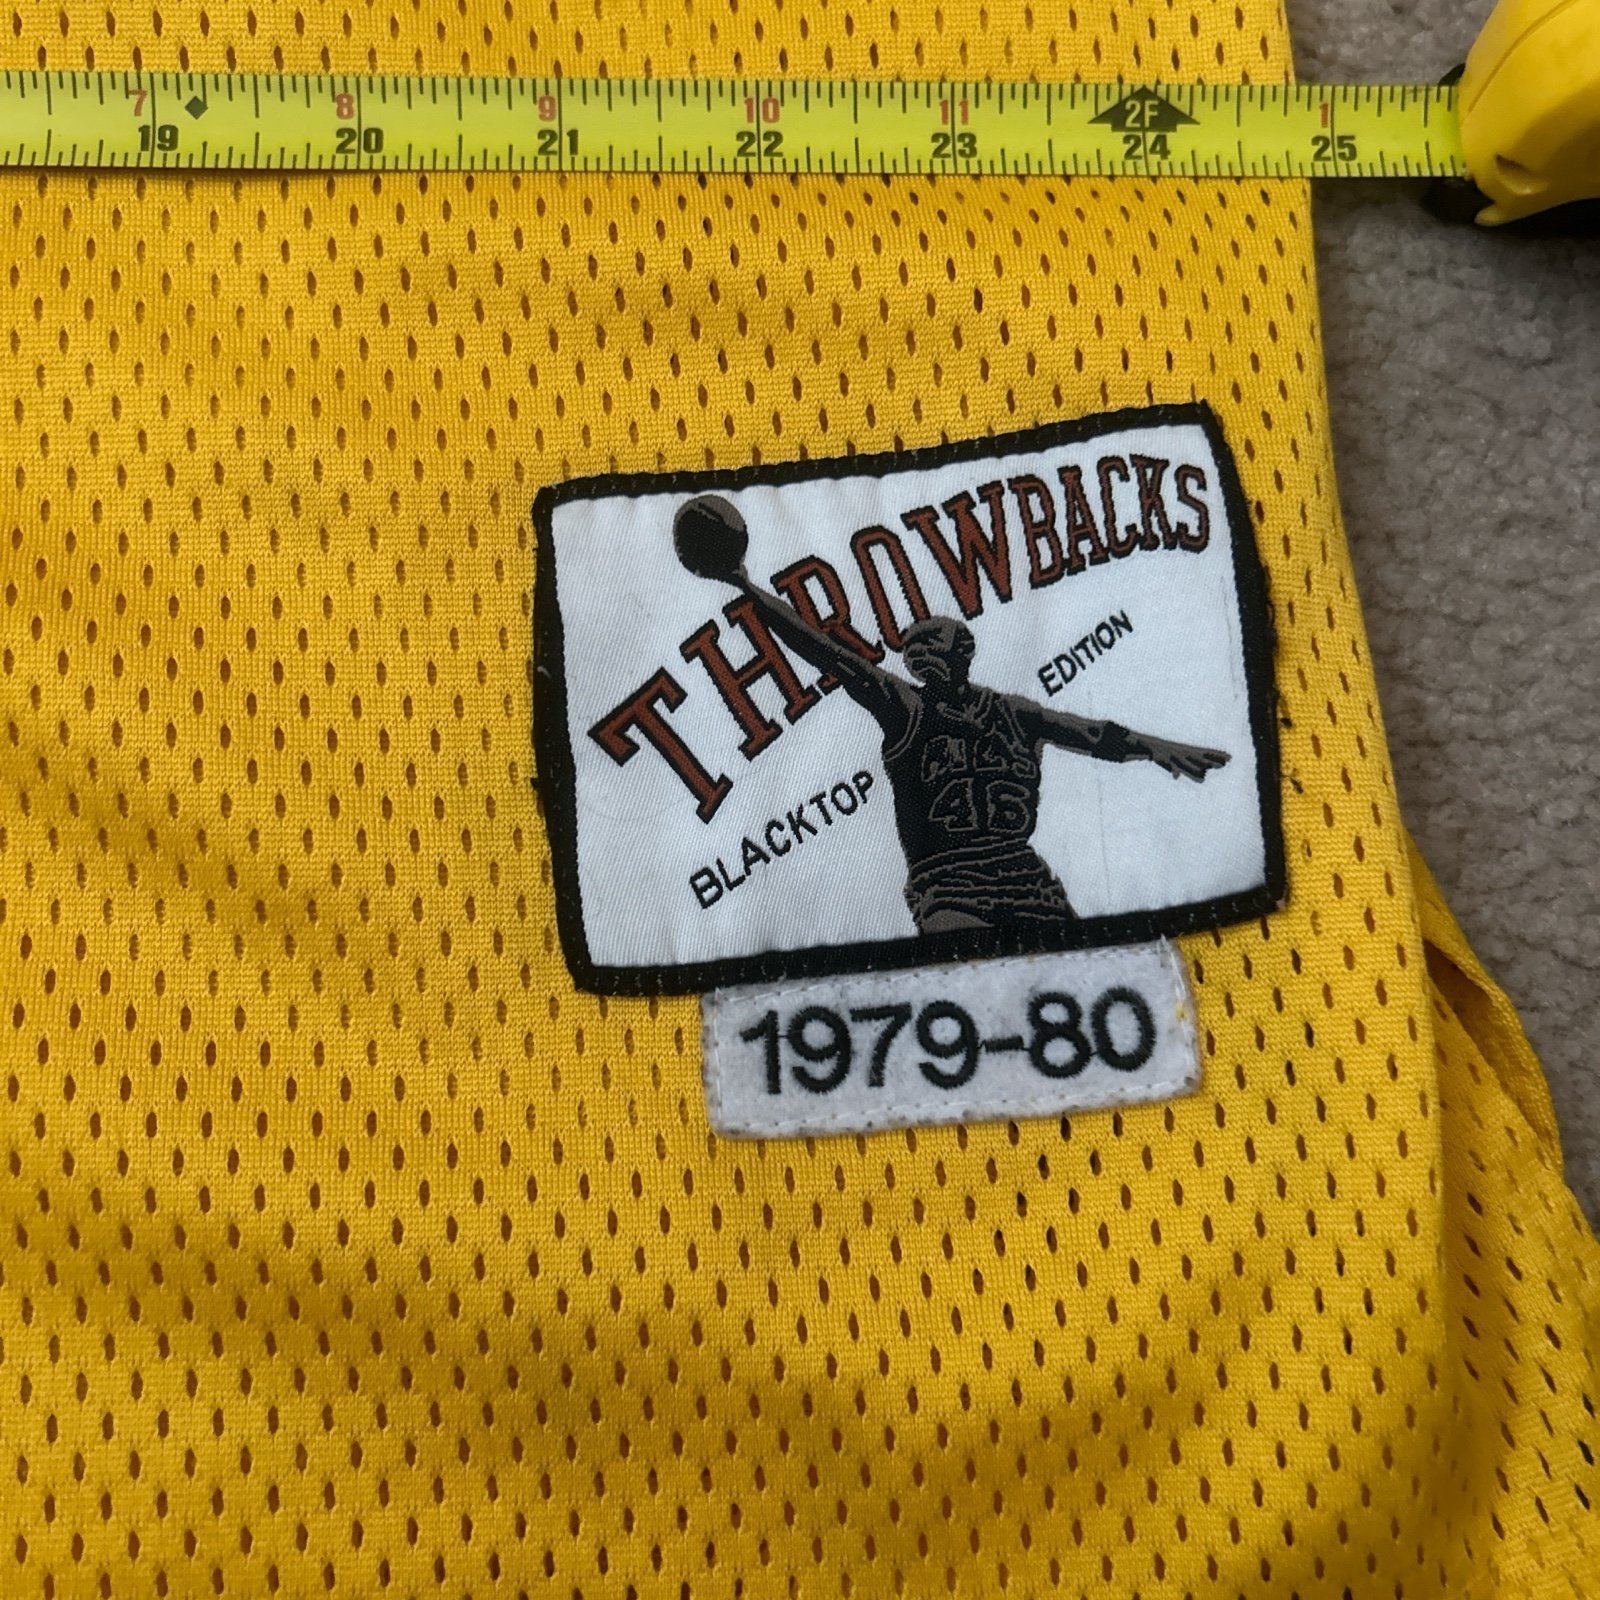 7 8 9 10 11 2F 1
19 20 21 22 23 24 25
THROWBACKS
BLACKTOP EDITION
46
1979-80